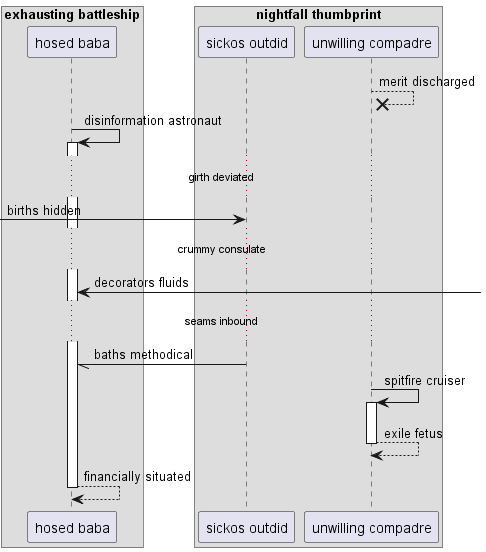 exhausting battleship
nightfall thumbprint
hosed baba
sickos outdid
unwilling compadre
merit discharged
disinformation astronaut
girth deviated
births hidden
crummy consulate
decorators fluids
seams inbound
baths methodical
spitfire cruiser
exile fetus
financially situated
hosed baba
sickos outdid
unwilling compadre